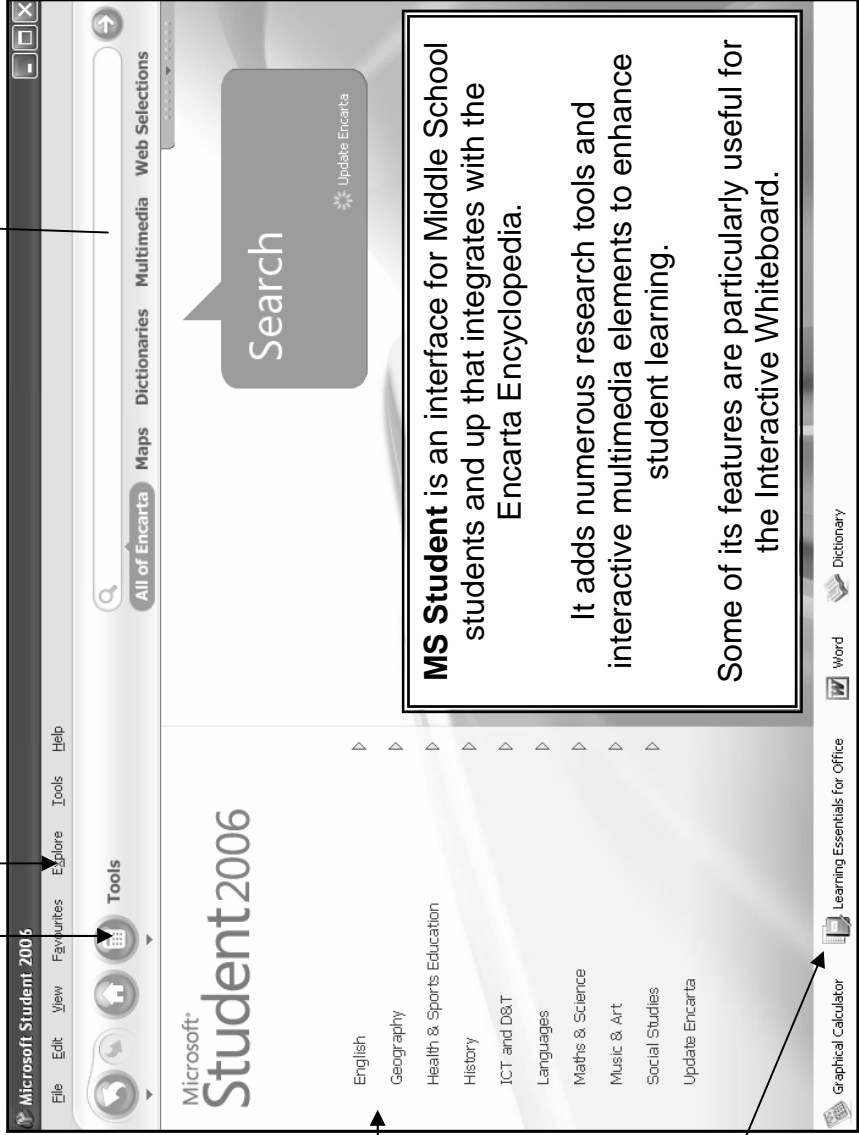 Microsoft Student 2006
File Edit View Favourites Explore Tools Help
Tools
All of Encarta Maps Dictionaries Multimedia Web Selections
Microsoft®
Student 2006
English
Geography
Health & Sports Education
History
ICT and D&T
Languages
Maths & Science
Music & Art
Social Studies
Update Encarta
Search
Update Encarta
MS Student is an interface for Middle School
students and up that integrates with the
Encarta Encyclopedia.
It adds numerous research tools and
interactive multimedia elements to enhance
student learning.
Some of its features are particularly useful for
the Interactive Whiteboard.
Graphical Calculator Learning Essentials for Office Word Dictionary